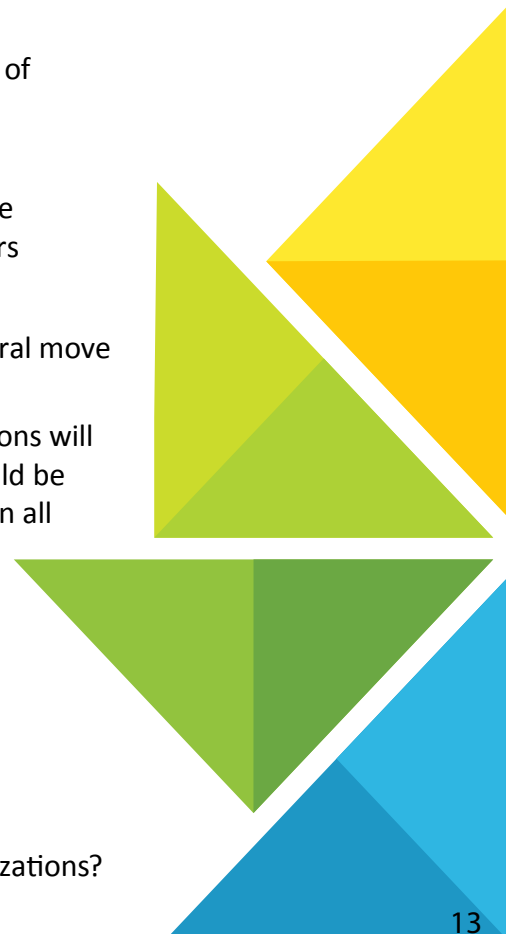 of
e
rs
ral move
ons will
ld be
n all
zations?
13